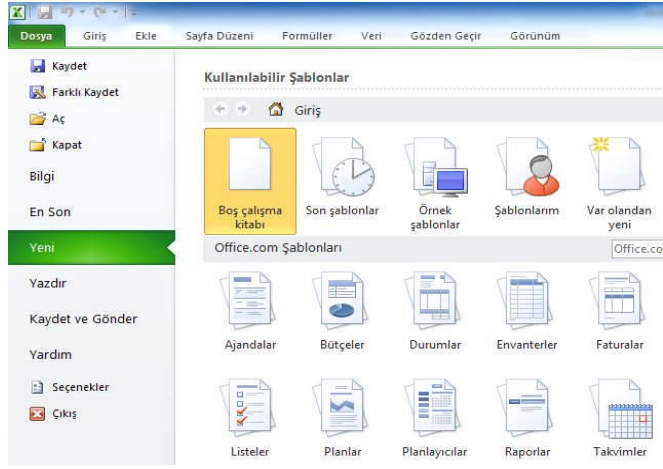 Dosya Giriş Ekle Sayfa Düzeni Formüller Veri Gözden Geçir Görünüm
Kaydet
Farklı Kaydet
Aç
Kapat
Bilgi
En Son
Yeni
Yazdır
Kaydet ve Gönder
Yardım
Seçenekler
Çıkış
Kullanılabilir Şablonlar
Giriş
Boş çalışma
kitabı
Son şablonlar
Örnek
şablonlar
Şablonlarım
Var olandan
yeni
Office.com Şablonları
Office.co
Ajandalar
Bütçeler
Durumlar
Envanterler
Faturalar
Listeler
Planlar
Planlayıcılar
Raporlar
Takvimler